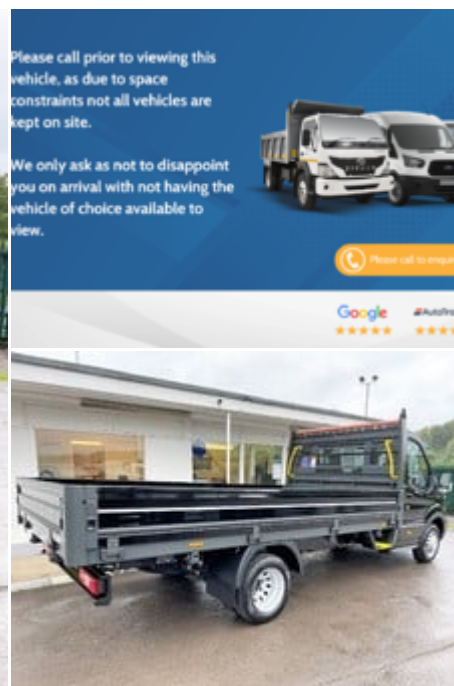 Please call prior to viewing this
vehicle, as due to space
constraints not all vehicles are
kept on site.
We only ask as not to disappoint
you on arrival with not having the
vehicle of choice available to
view.
Please call to enqui
Google